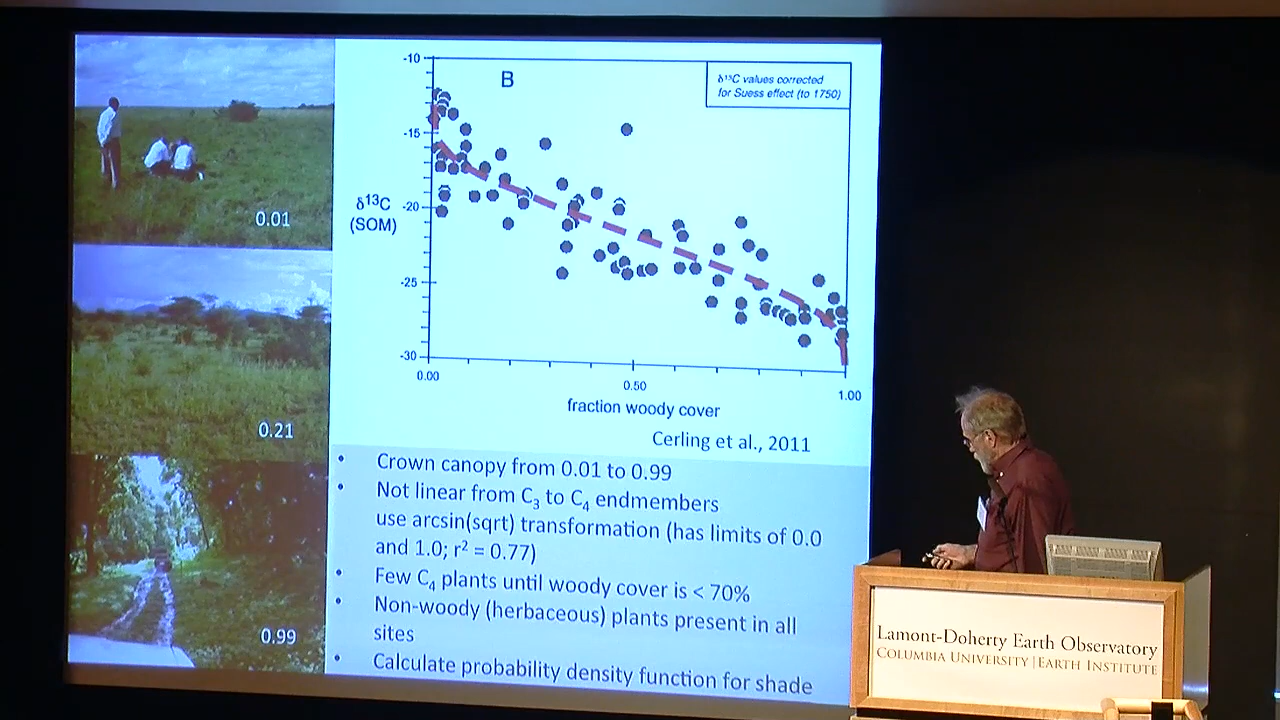 0.01
0.21
0.99
B
δ¹³C values corrected
for Suess effect (to 1750)
-10
-15
-20
-25
-30
δ¹³C
(SOM)
0.00
0.50
1.00
fraction woody cover
Cerling et al., 2011
• Crown canopy from 0.01 to 0.99
• Not linear from C₃ to C₄ endmembers
use arcsin(sqrt) transformation (has limits of 0.0
and 1.0; r² = 0.77)
• Few C₄ plants until woody cover is < 70%
• Non-woody (herbaceous) plants present in all
sites
• Calculate probability density function for shade
Lamont-Doherty Earth Observatory
COLUMBIA UNIVERSITY | EARTH INSTITUTE